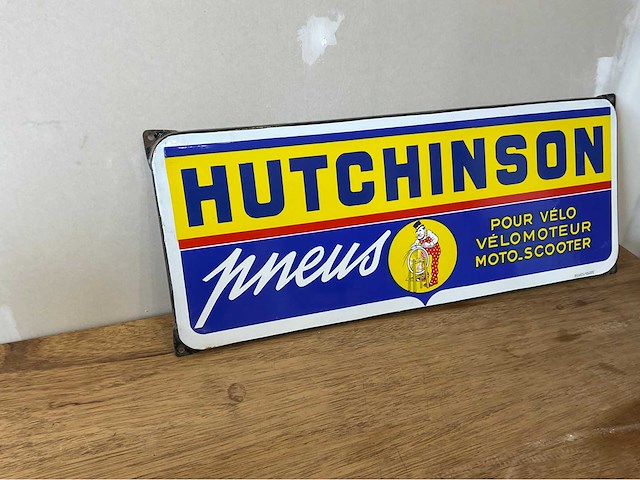 HUTCHINSON
pneus
POUR VÉLO
VÉLOMOTEUR
MOTO-SCOOTER